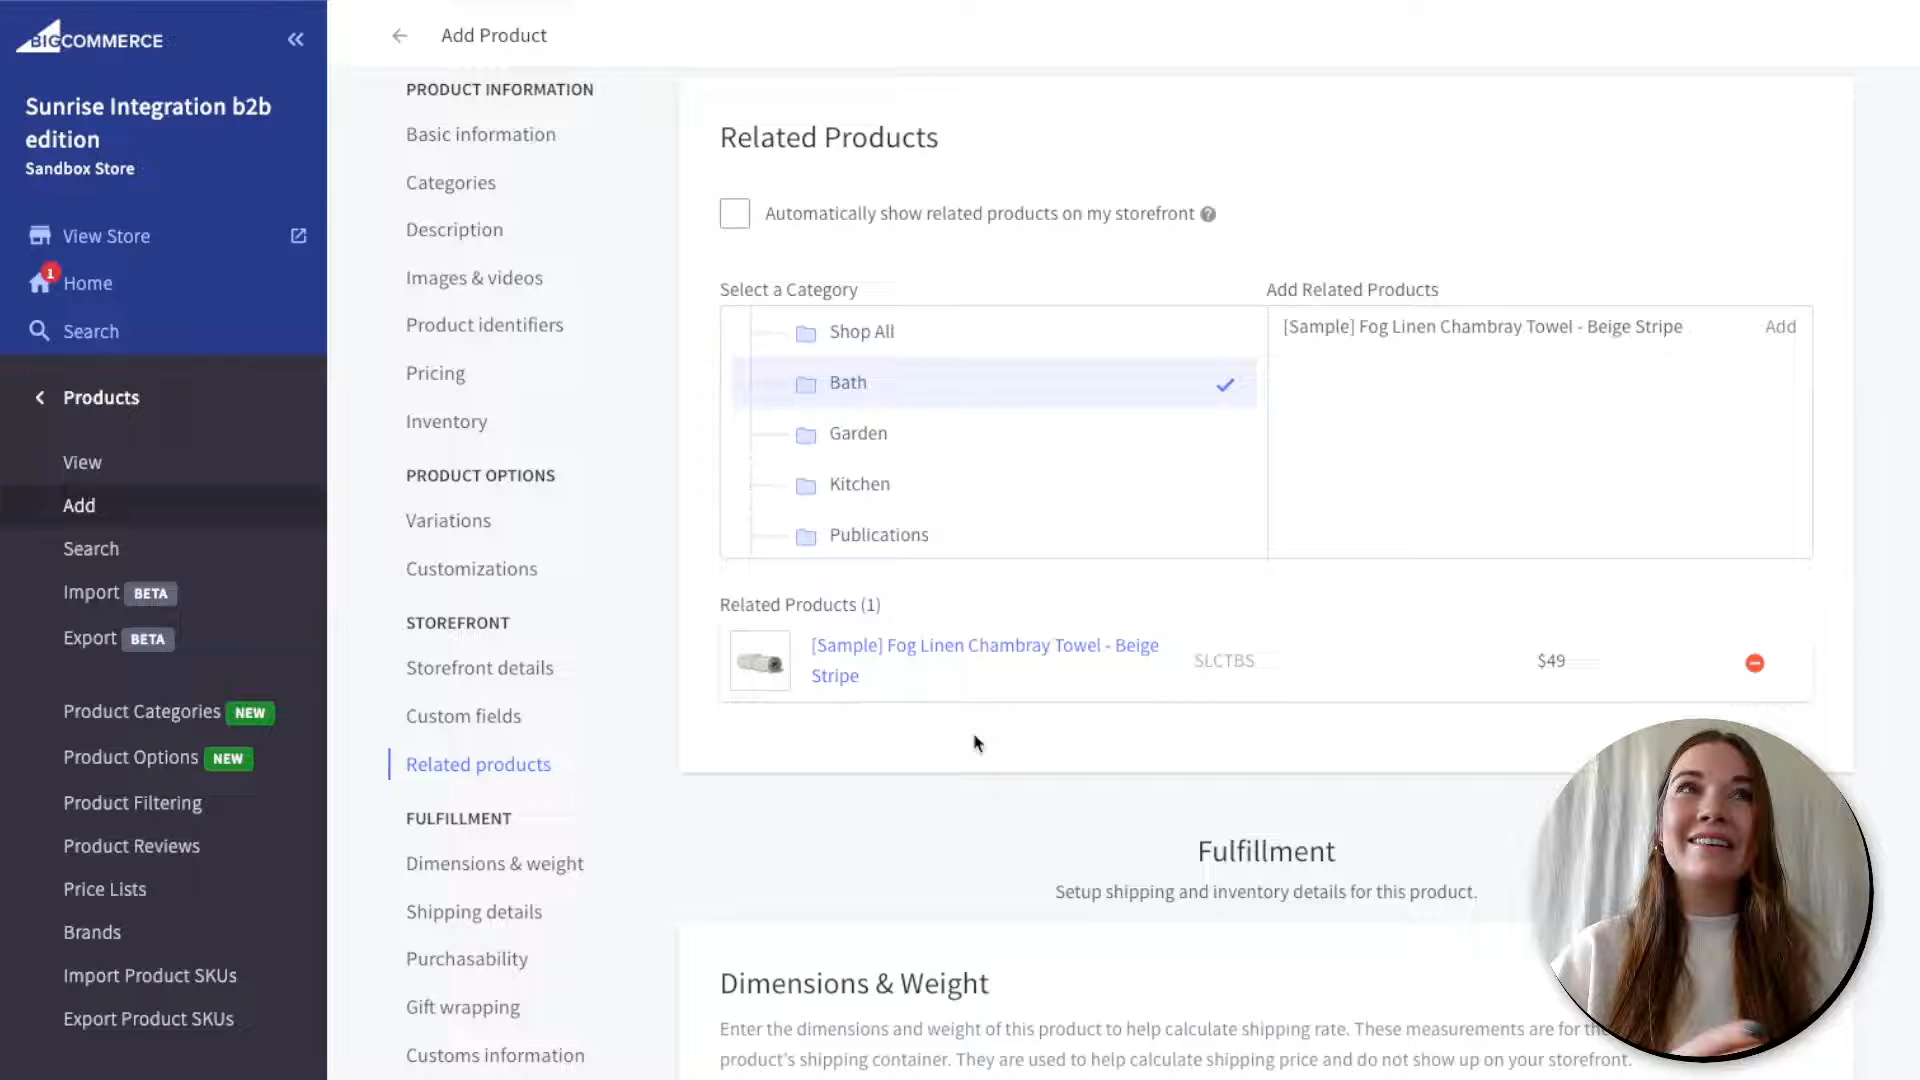 BIGCOMMERCE
Sunrise Integration b2b
edition
Sandbox Store
View Store
1
Home
Search
Products
View
Add
Search
Import BETA
Export BETA
Product Categories NEW
Product Options NEW
Product Filtering
Product Reviews
Price Lists
Brands
Import Product SKUs
Export Product SKUs
Add Product
PRODUCT INFORMATION
Basic information
Categories
Description
Images & videos
Product identifiers
Pricing
Inventory
PRODUCT OPTIONS
Variations
Customizations
STOREFRONT
Storefront details
Custom fields
Related products
FULFILLMENT
Dimensions & weight
Shipping details
Purchasability
Gift wrapping
Customs information
Related Products
Automatically show related products on my storefront ?
Select a Category
Shop All
Bath
Garden
Kitchen
Publications
Add Related Products
[Sample] Fog Linen Chambray Towel - Beige Stripe Add
Related Products (1)
[Sample] Fog Linen Chambray Towel - Beige
Stripe
SLCTBS
$49
Fulfillment
Setup shipping and inventory details for this product.
Dimensions & Weight
Enter the dimensions and weight of this product to help calculate shipping rate. These measurements are for the
product's shipping container. They are used to help calculate shipping price and do not show up on your storefront.